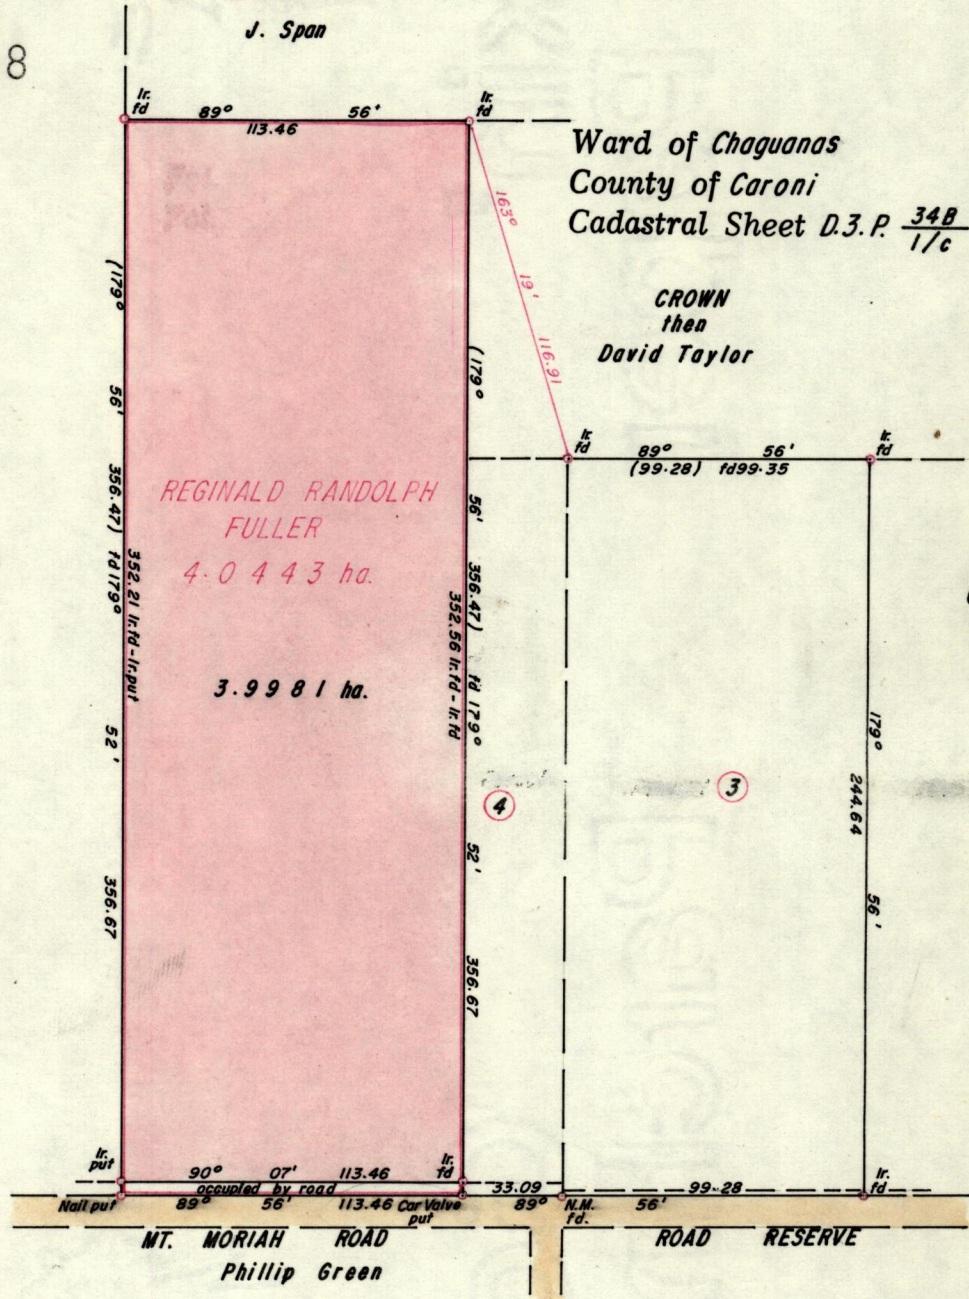 J. Span
8
Ir.
fd
89° 56'
113.46
Ir.
fd
Ward of Chaguanas
County of Caroni
Cadastral Sheet D.3.P. 34B
1/c
163° 19' 116.91
CROWN
then
David Taylor
(179° 56' 356.47) fd 179° 52' 356.67
352.21 Ir.fd-Ir.put
(179° 56' 356.47) fd 179° 52' 356.67
352.56 Ir.fd-Ir.fd
Ir.
fd
89° 56'
(99.28) fd99.35
Ir.
fd
REGINALD RANDOLPH
FULLER
4.0443 ha.
3.9981 ha.
179° 56'
244.64
3
4
Ir.
put
90° 07' 113.46
Ir.
fd
occupied by road
33.09
99.28
Ir.
fd
Nail put
89° 56' 113.46
Car Valve
put
89° 56'
N.M.
fd.
MT. MORIAH ROAD
ROAD RESERVE
Phillip Green